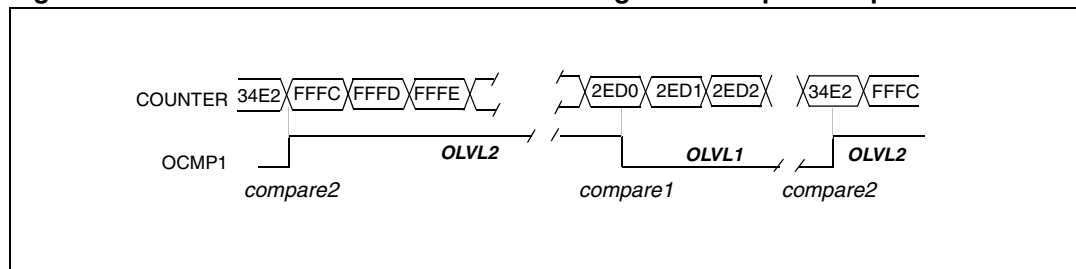 COUNTER 34E2 FFFC FFFD FFFE 2ED0 2ED1 2ED2 34E2 FFFC
OCMP1 OLVL2 OLVL1 OLVL2
compare2 compare1 compare2